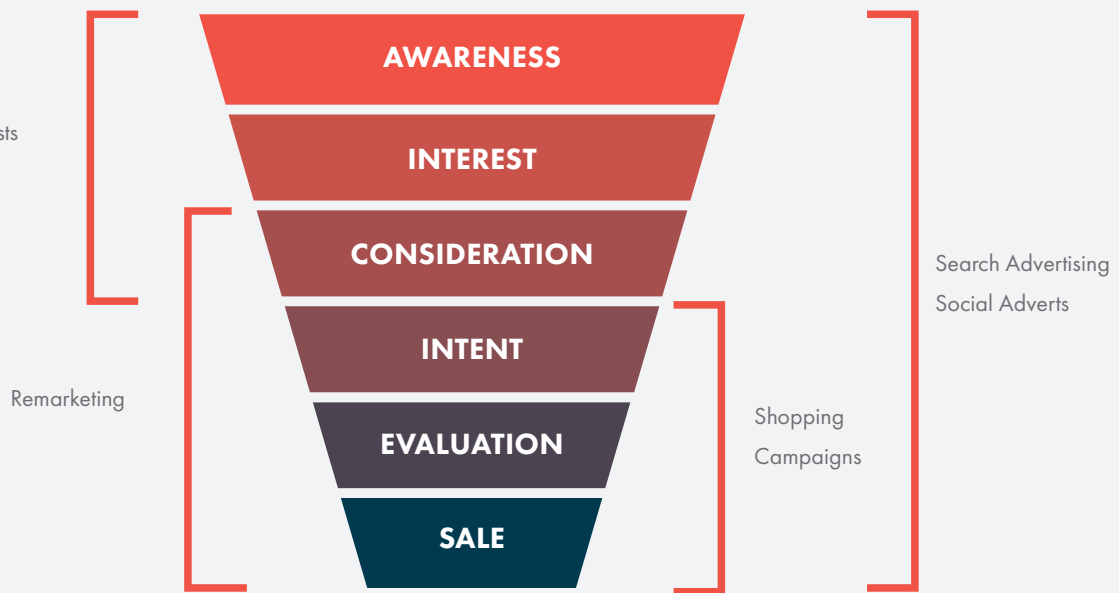 AWARENESS
INTEREST
CONSIDERATION
INTENT
EVALUATION
SALE
Remarketing
Shopping
Campaigns
Search Advertising
Social Adverts